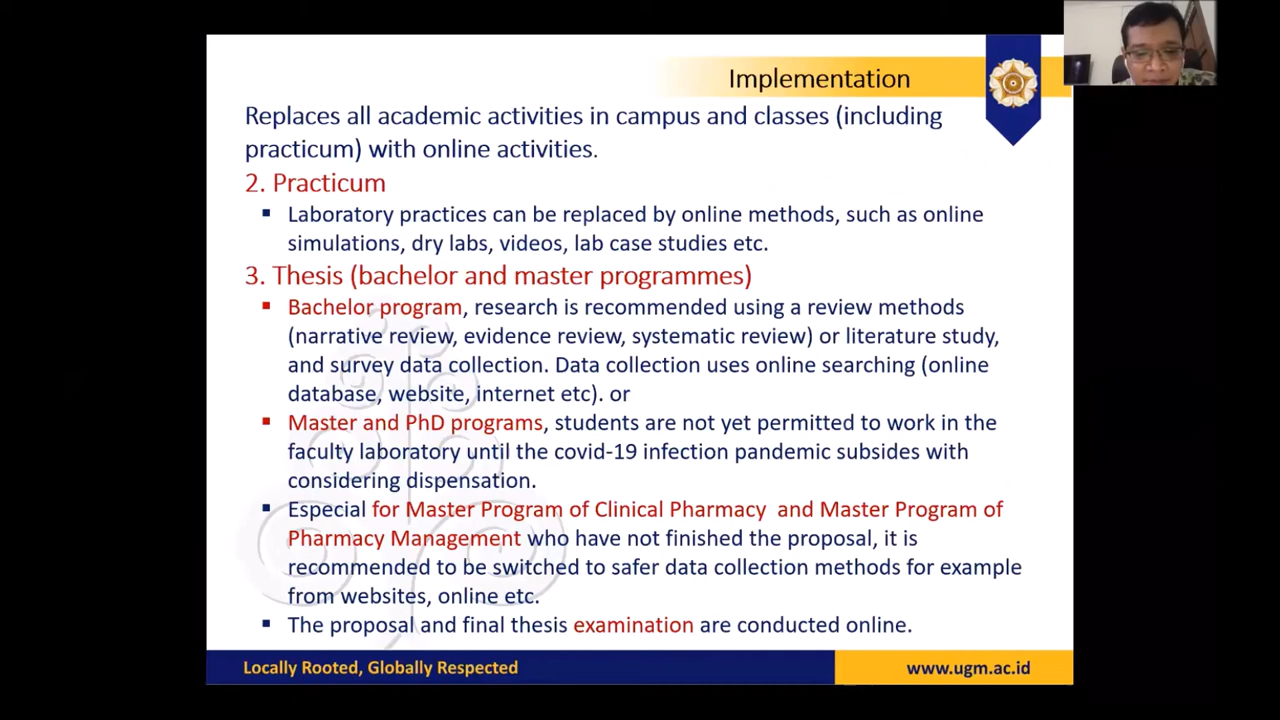 Implementation
Replaces all academic activities in campus and classes (including
practicum) with online activities.
2. Practicum
▪ Laboratory practices can be replaced by online methods, such as online
simulations, dry labs, videos, lab case studies etc.
3. Thesis (bachelor and master programmes)
▪ Bachelor program, research is recommended using a review methods
(narrative review, evidence review, systematic review) or literature study,
and survey data collection. Data collection uses online searching (online
database, website, internet etc). or
▪ Master and PhD programs, students are not yet permitted to work in the
faculty laboratory until the covid-19 infection pandemic subsides with
considering dispensation.
▪ Especial for Master Program of Clinical Pharmacy and Master Program of
Pharmacy Management who have not finished the proposal, it is
recommended to be switched to safer data collection methods for example
from websites, online etc.
▪ The proposal and final thesis examination are conducted online.
Locally Rooted, Globally Respected
www.ugm.ac.id